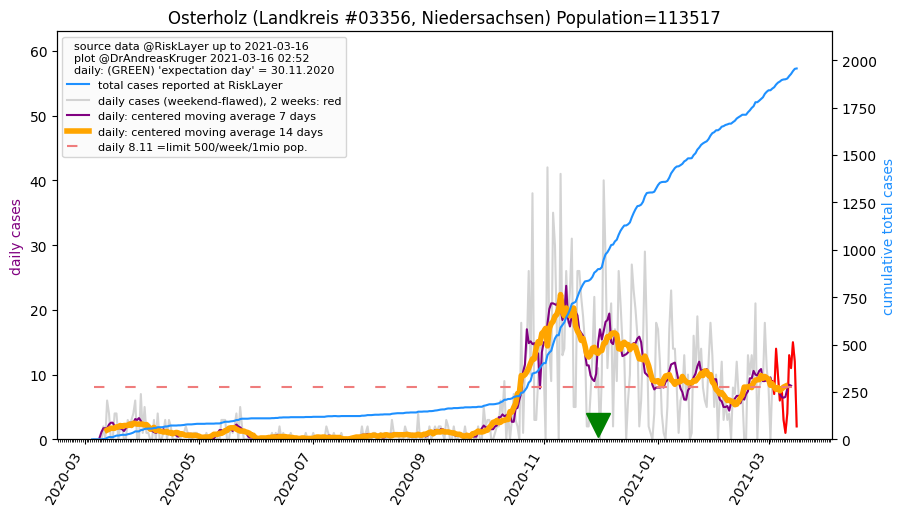 Osterholz (Landkreis #03356, Niedersachsen) Population=113517
source data @RiskLayer up to 2021-03-16
plot @DrAndreasKruger 2021-03-16 02:52
daily: (GREEN) 'expectation day' = 30.11.2020
total cases reported at RiskLayer
daily cases (weekend-flawed), 2 weeks: red
daily: centered moving average 7 days
daily: centered moving average 14 days
daily 8.11 =limit 500/week/1mio pop.
daily cases
60
50
40
30
20
10
0
cumulative total cases
2000
1750
1500
1250
1000
750
500
250
0
2020-03
2020-05
2020-07
2020-09
2020-11
2021-01
2021-03